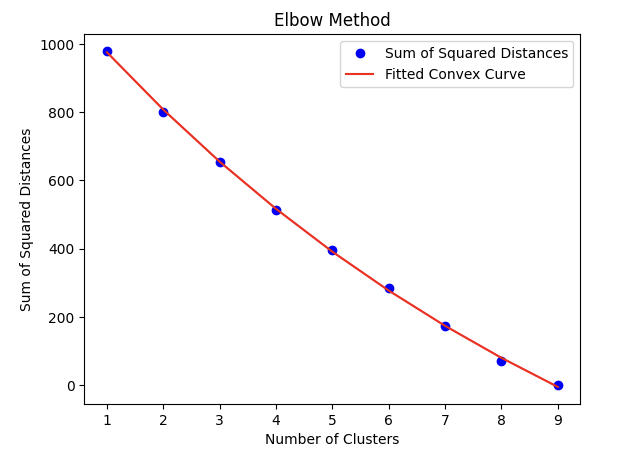 Elbow Method
Sum of Squared Distances
Fitted Convex Curve
1000
800
600
400
200
0
Sum of Squared Distances
1 2 3 4 5 6 7 8 9
Number of Clusters